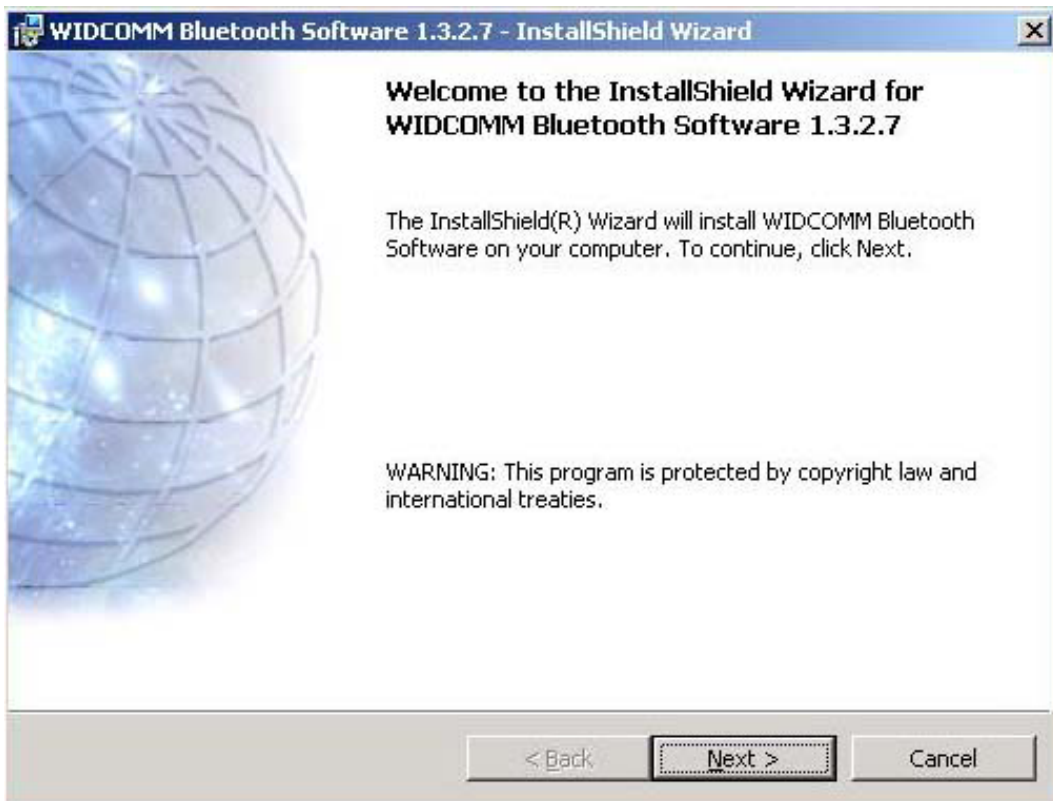 WIDCOMM Bluetooth Software 1.3.2.7 - InstallShield Wizard
Welcome to the InstallShield Wizard for
WIDCOMM Bluetooth Software 1.3.2.7
The InstallShield(R) Wizard will install WIDCOMM Bluetooth
Software on your computer. To continue, click Next.
WARNING: This program is protected by copyright law and
international treaties.
< Back
Next >
Cancel